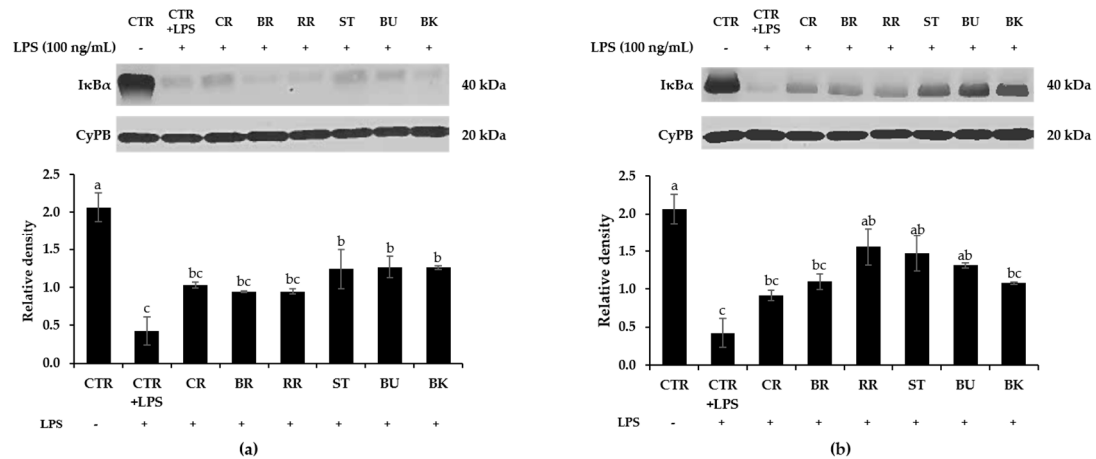 CTR CTR +LPS CR BR RR ST BU BK
LPS (100 ng/mL) - + + + + + + +
IκBα 40 kDa
CyPB 20 kDa
Relative density
2.5
2.0
1.5
1.0
0.5
0.0
a c bc bc bc b b b
CTR CTR +LPS CR BR RR ST BU BK
LPS - + + + + + + +
(a)
CTR CTR +LPS CR BR RR ST BU BK
LPS (100 ng/mL) - + + + + + + +
IκBα 40 kDa
CyPB 20 kDa
Relative density
2.5
2.0
1.5
1.0
0.5
0.0
a c bc bc ab ab ab bc
CTR CTR +LPS CR BR RR ST BU BK
LPS - + + + + + + +
(b)